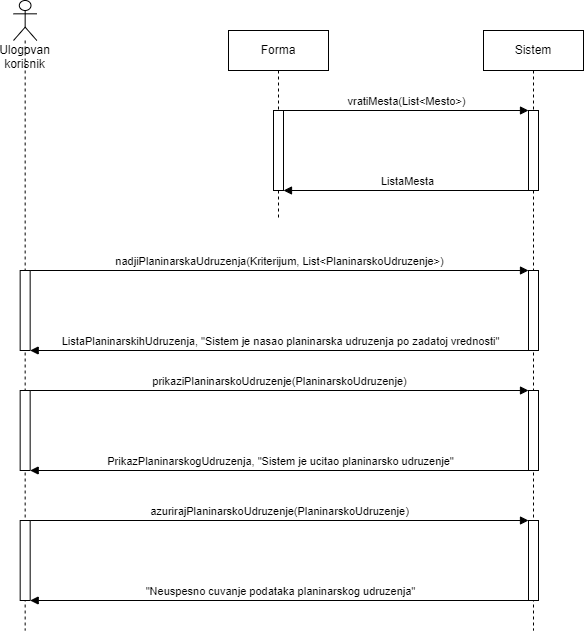 Ulogovan
korisnik
Forma
Sistem
vratiMesta(List<Mesto>)
ListaMesta
nadjiPlaninarskaUdruzenja(Kriterijum, List<PlaninarskoUdruzenje>)
ListaPlaninarskihUdruzenja, "Sistem je nasao planinarska udruzenja po zadatoj vrednosti"
prikaziPlaninarskoUdruzenje(PlaninarskoUdruzenje)
PrikazPlaninarskogUdruzenja, "Sistem je ucitao planinarsko udruzenje"
azurirajPlaninarskoUdruzenje(PlaninarskoUdruzenje)
"Neuspesno cuvanje podataka planinarskog udruzenja"